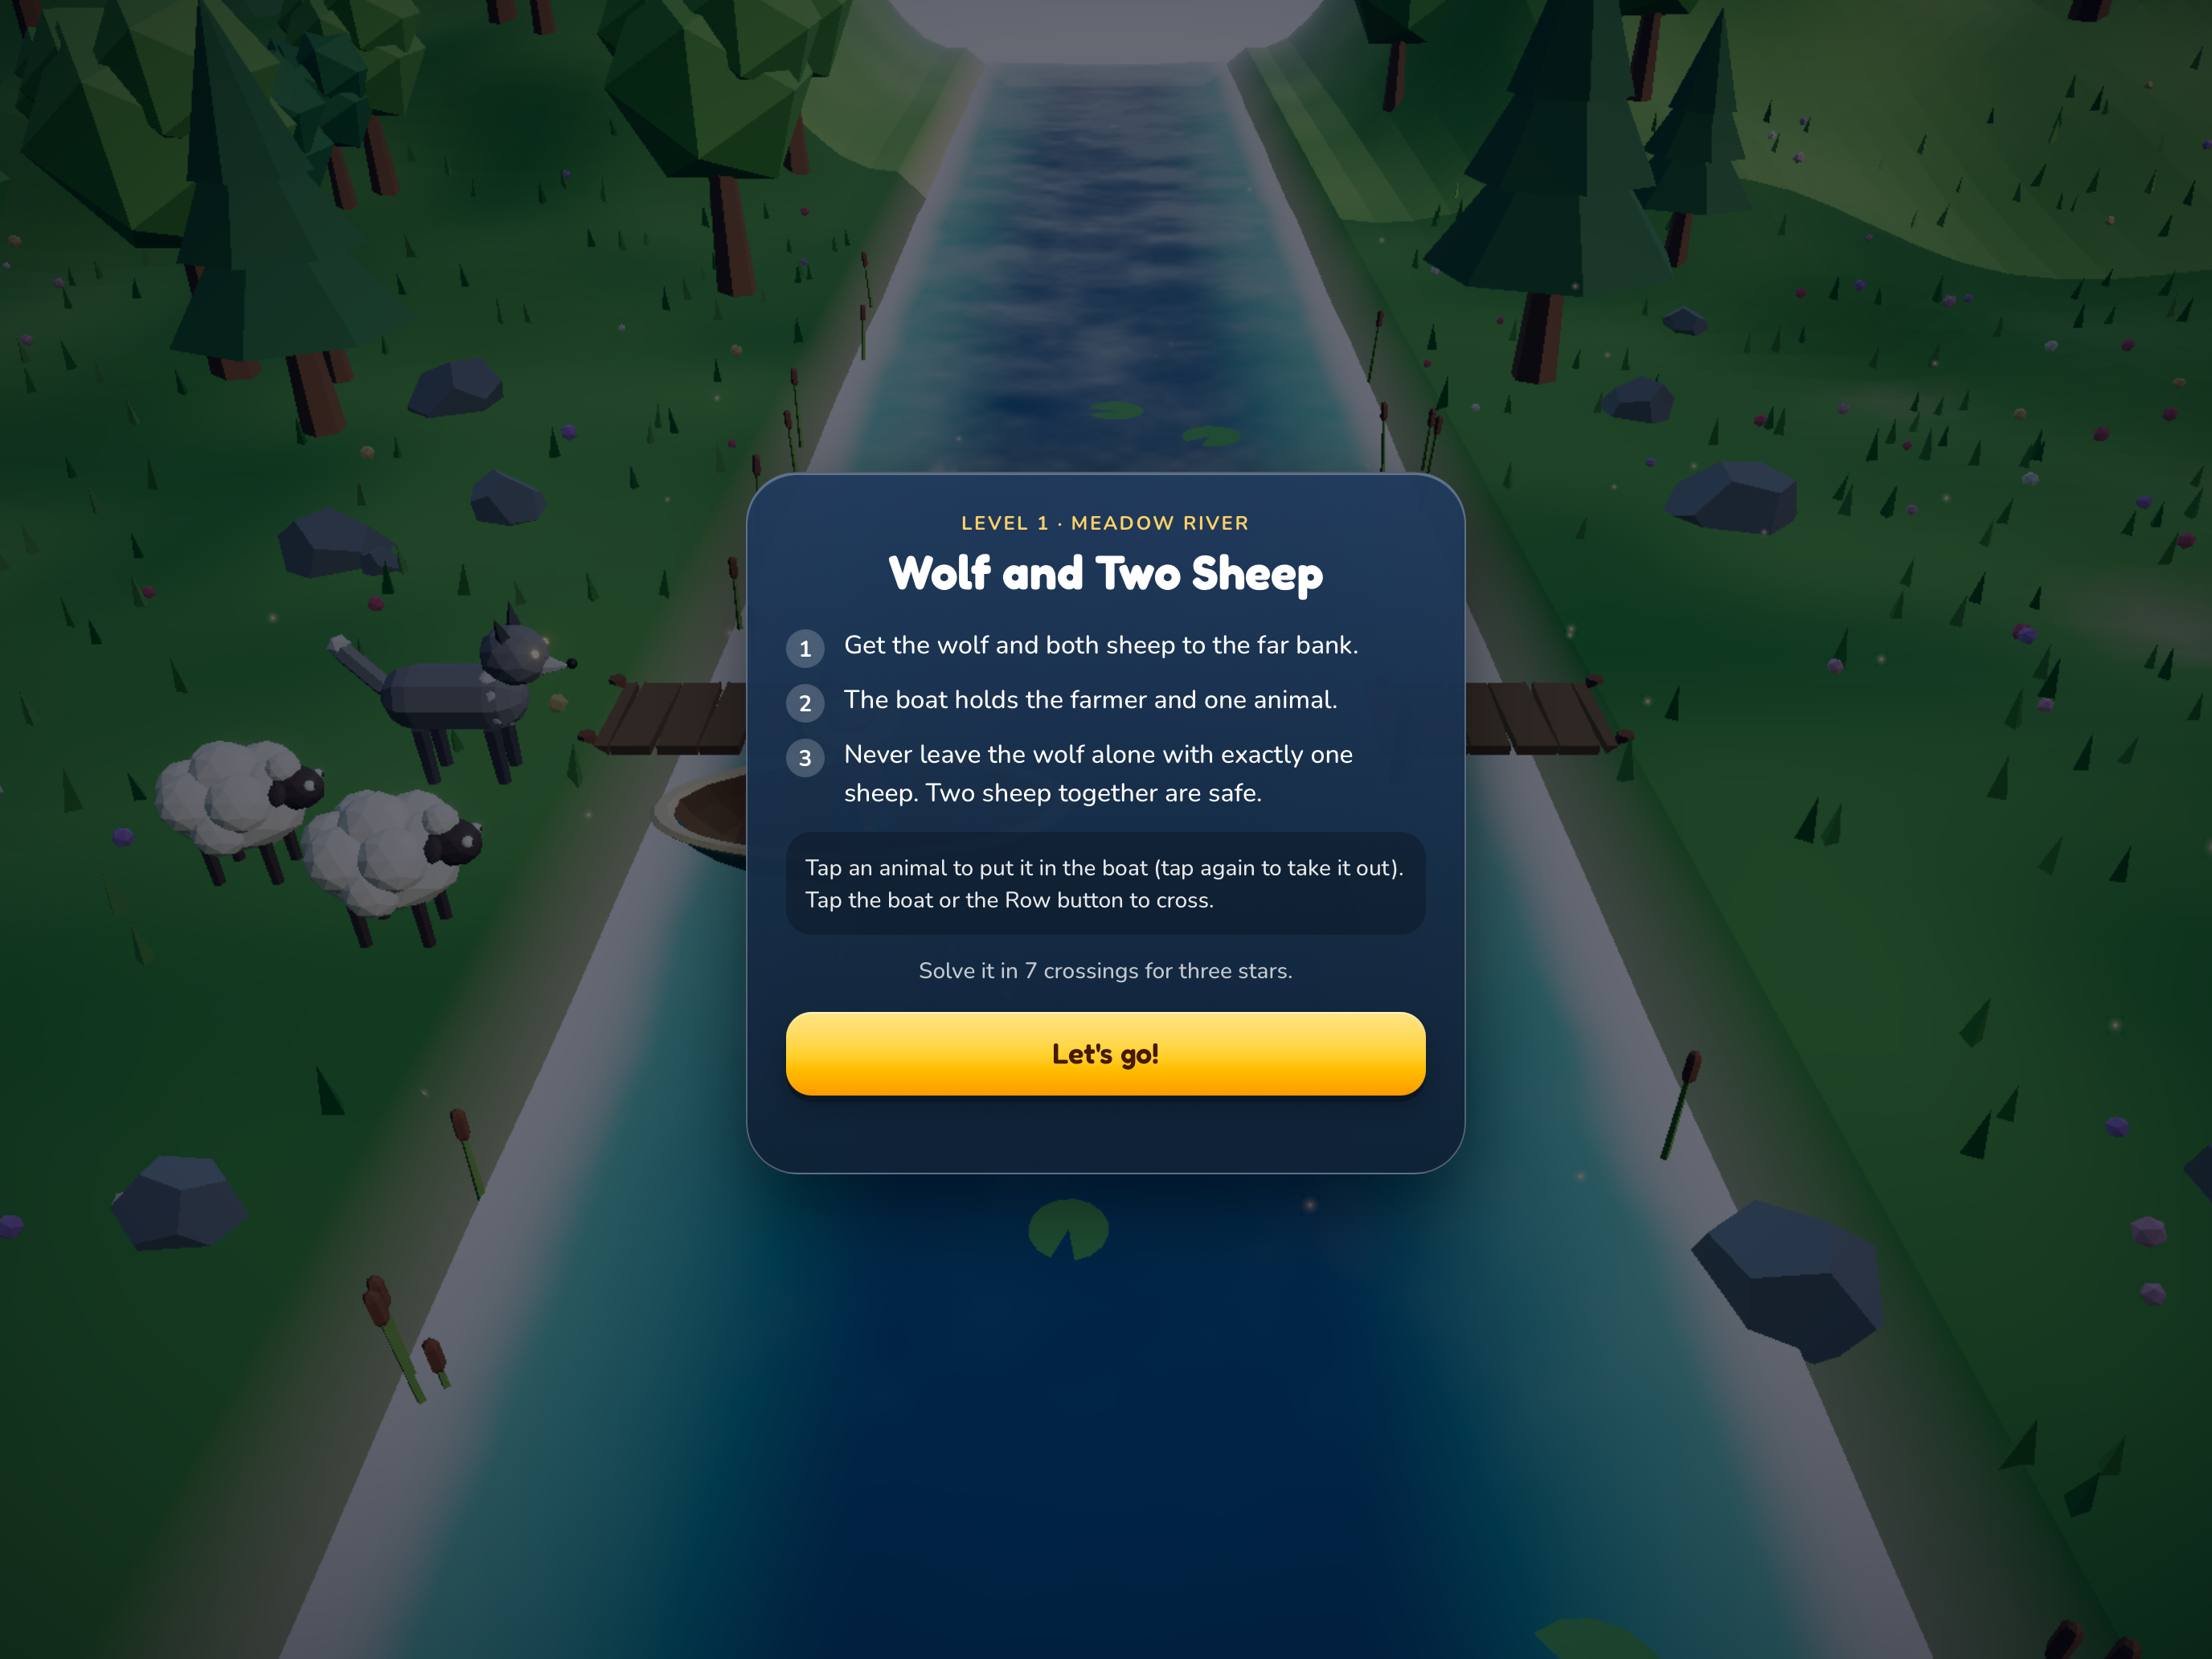 LEVEL 1 · MEADOW RIVER
Wolf and Two Sheep
1 Get the wolf and both sheep to the far bank.
2 The boat holds the farmer and one animal.
3 Never leave the wolf alone with exactly one
sheep. Two sheep together are safe.
Tap an animal to put it in the boat (tap again to take it out).
Tap the boat or the Row button to cross.
Solve it in 7 crossings for three stars.
Let's go!